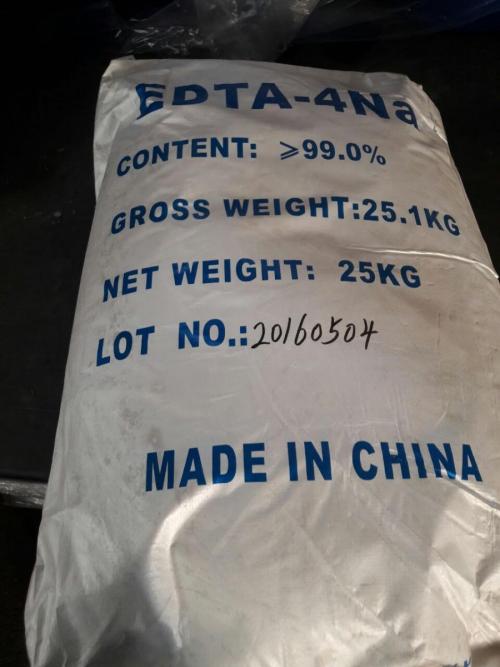 EDTA-4Na
CONTENT: ≥99.0%
GROSS WEIGHT:25.1KG
NET WEIGHT: 25KG
LOT NO.:20160504
MADE IN CHINA